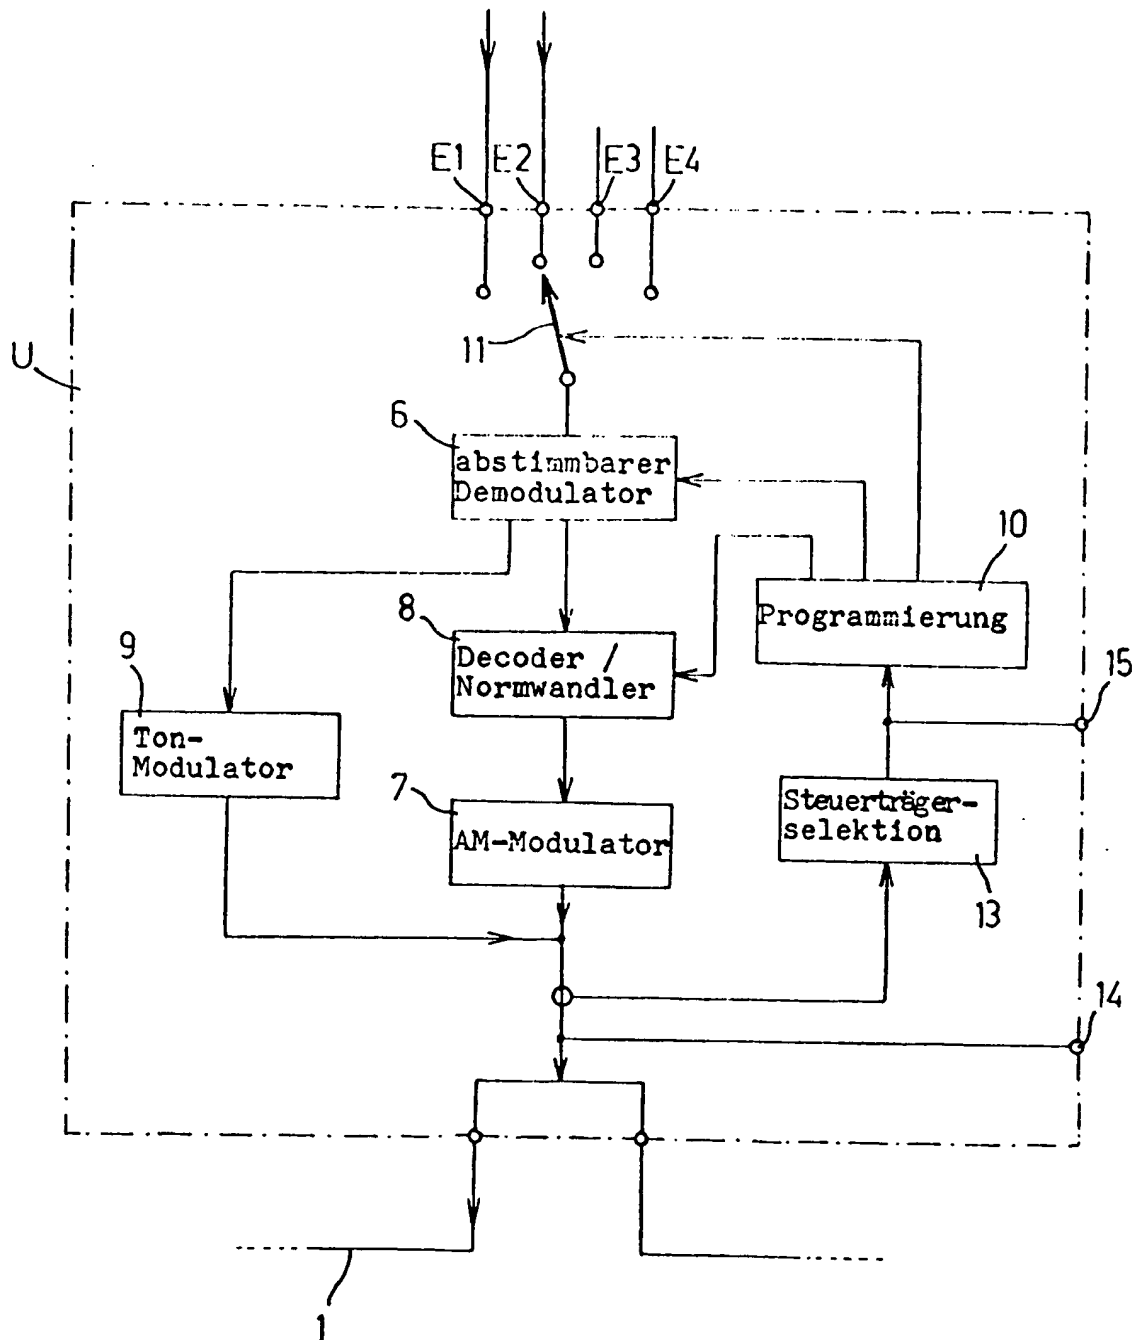 E1 E2 E3 E4
U
11
6
abstimmbarer
Demodulator
10
Programmierung
8
Decoder /
Normwandler
9
Ton-
Modulator
15
7
AM-Modulator
Steuerträger-
selektion
13
14
1